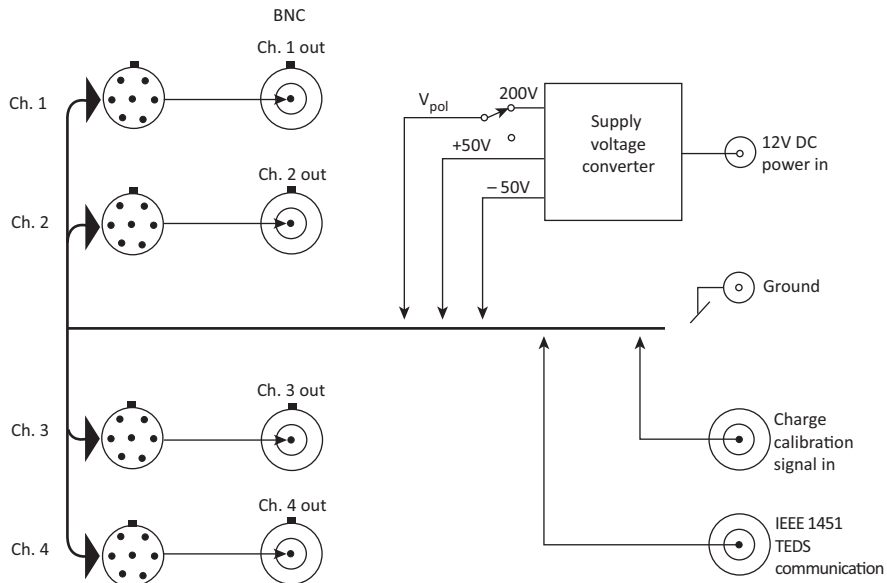 BNC
Ch. 1 out
Ch. 1
Ch. 2 out
Ch. 2
Ch. 3 out
Ch. 3
Ch. 4 out
Ch. 4
Vpol
200V
+50V
– 50V
Supply
voltage
converter
12V DC
power in
Ground
Charge
calibration
signal in
IEEE 1451
TEDS
communication